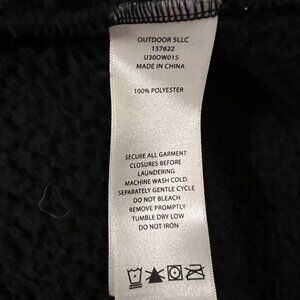 OUTDOOR 5LLC
157622
U30OW015
MADE IN CHINA
100% POLYESTER
SECURE ALL GARMENT
CLOSURES BEFORE
LAUNDERING
MACHINE WASH COLD
SEPARATELY GENTLE CYCLE
DO NOT BLEACH
REMOVE PROMPTLY
TUMBLE DRY LOW
DO NOT IRON